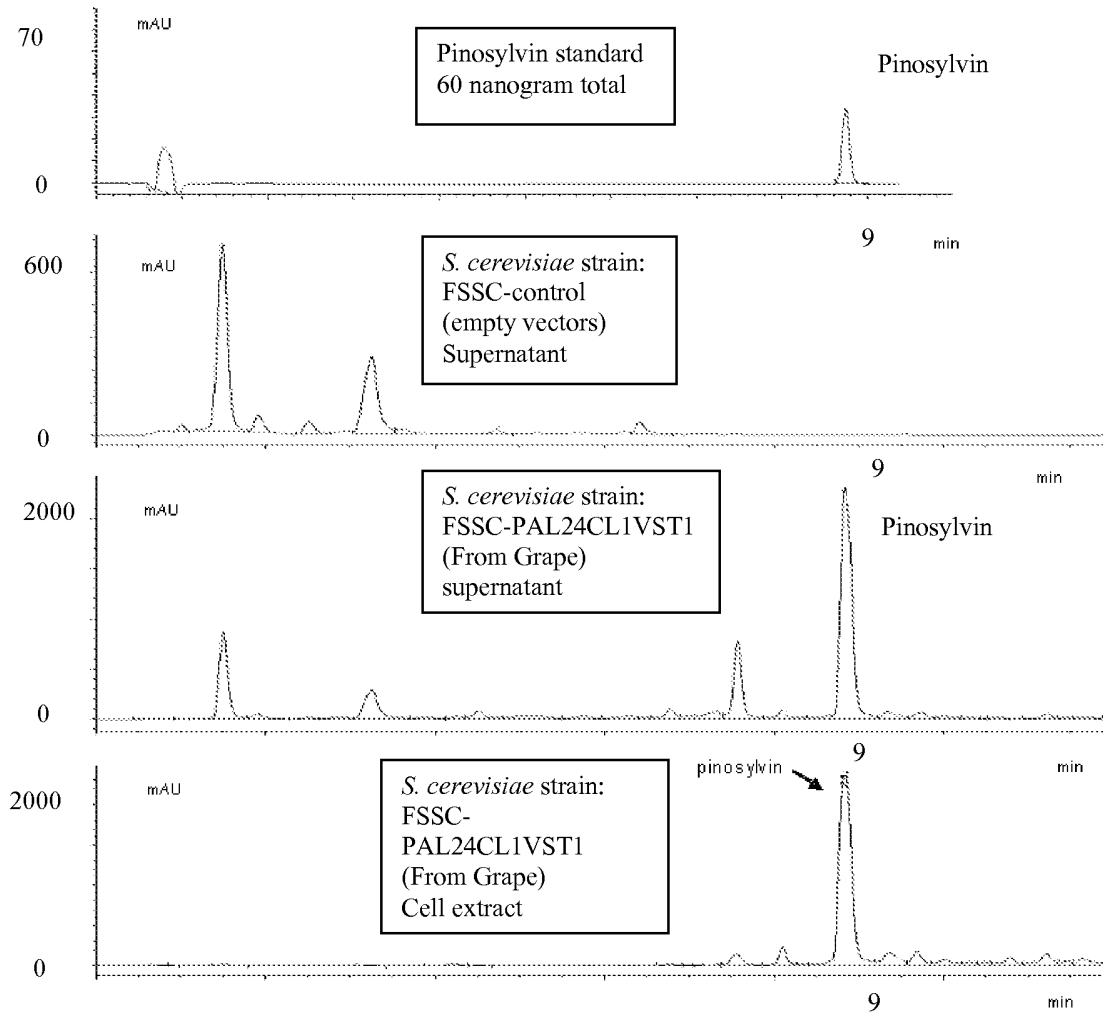 70
mAU
Pinosylvin standard
60 nanogram total
Pinosylvin
0
9
min
600
mAU
S. cerevisiae strain:
FSSC-control
(empty vectors)
Supernatant
0
9
min
2000
mAU
S. cerevisiae strain:
FSSC-PAL24CL1VST1
(From Grape)
supernatant
Pinosylvin
0
9
min
pinosylvin
2000
mAU
S. cerevisiae strain:
FSSC-
PAL24CL1VST1
(From Grape)
Cell extract
0
9
min